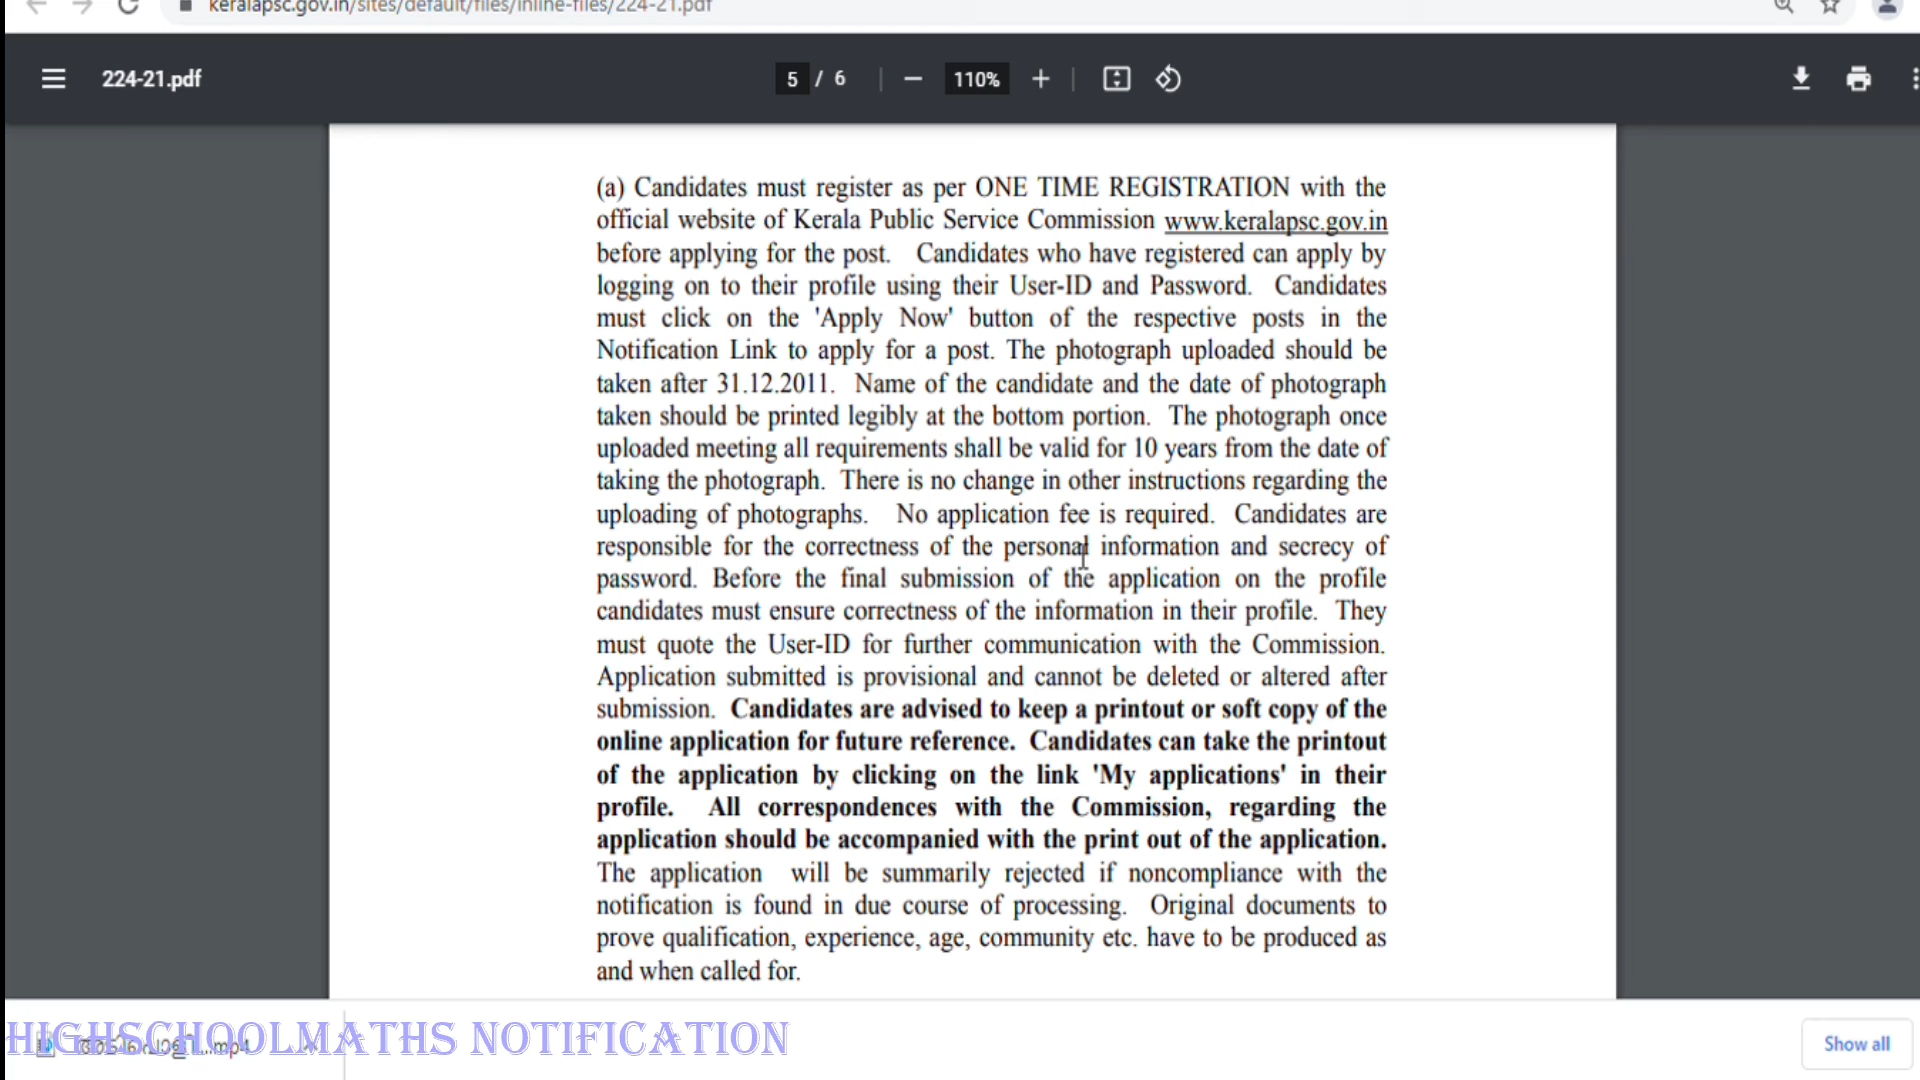 keralapsc.gov.in/sites/default/files/inline-files/224-21.pdf
224-21.pdf
5 / 6
110%
(a) Candidates must register as per ONE TIME REGISTRATION with the
official website of Kerala Public Service Commission www.keralapsc.gov.in
before applying for the post. Candidates who have registered can apply by
logging on to their profile using their User-ID and Password. Candidates
must click on the 'Apply Now' button of the respective posts in the
Notification Link to apply for a post. The photograph uploaded should be
taken after 31.12.2011. Name of the candidate and the date of photograph
taken should be printed legibly at the bottom portion. The photograph once
uploaded meeting all requirements shall be valid for 10 years from the date of
taking the photograph. There is no change in other instructions regarding the
uploading of photographs. No application fee is required. Candidates are
responsible for the correctness of the personal information and secrecy of
password. Before the final submission of the application on the profile
candidates must ensure correctness of the information in their profile. They
must quote the User-ID for further communication with the Commission.
Application submitted is provisional and cannot be deleted or altered after
submission. Candidates are advised to keep a printout or soft copy of the
online application for future reference. Candidates can take the printout
of the application by clicking on the link 'My applications' in their
profile. All correspondences with the Commission, regarding the
application should be accompanied with the print out of the application.
The application will be summarily rejected if noncompliance with the
notification is found in due course of processing. Original documents to
prove qualification, experience, age, community etc. have to be produced as
and when called for.
HIGHSCHOOLMATHS NOTIFICATION
...mp4
Show all